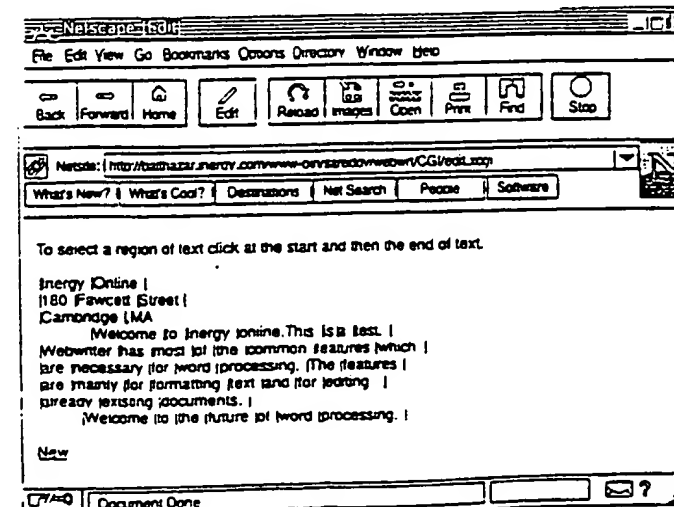 Netscape [Edit]
File Edit View Go Bookmarks Options Directory Window Help
Back Forward Home Edit Reload Images Open Print Find Stop
Netsite:
What's New? What's Cool? Destinations Net Search People Software
To select a region of text click at the start and then the end of text.
|Inergy |Online |
|180 |Fawcett |Street |
|Cambridge |,MA
|Welcome |to |Inergy |online.This |is |a |test. |
|Webwriter |has |most |of |the |common |features |which |
|are |necessary |for |word |processing. |The |features |
|are |mainly |for |formatting |text |and |for |editing |
|already |existing |documents. |
|Welcome |to |the |future |of |word |processing. |
New
Document Done
?